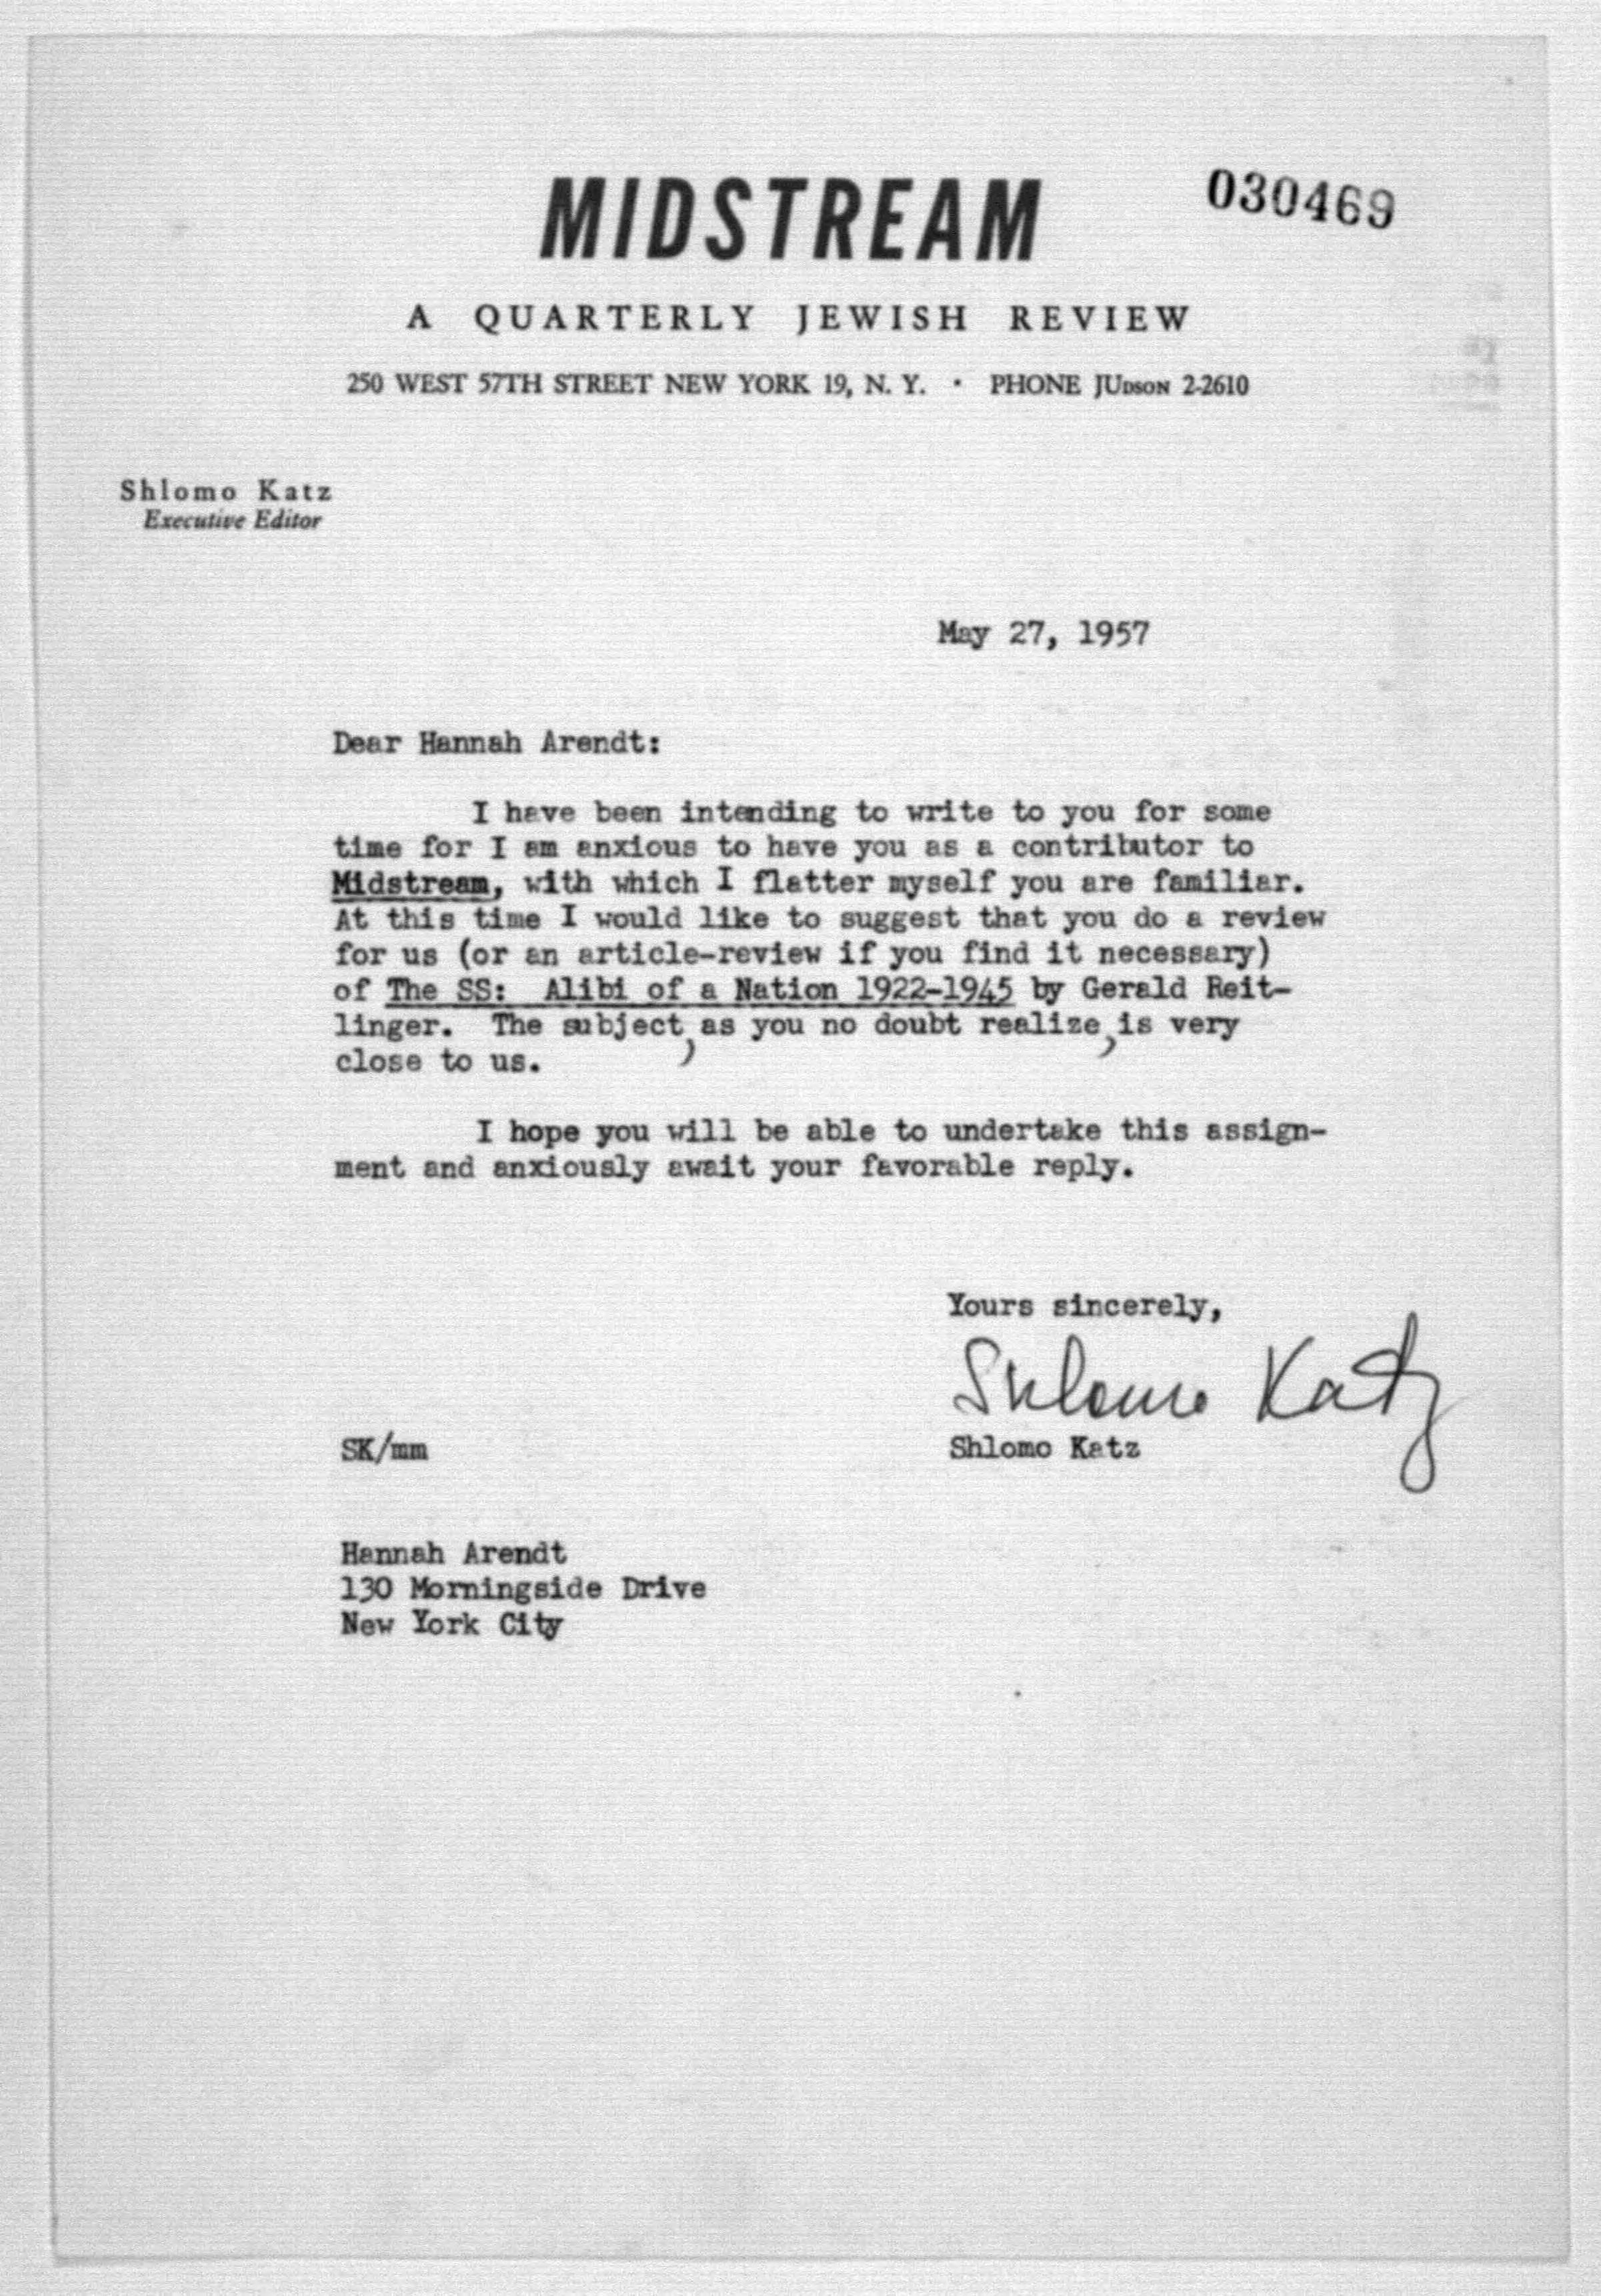 MIDSTREAM
030469
A QUARTERLY JEWISH REVIEW
250 WEST 57TH STREET NEW YORK 19, N. Y. • PHONE JUDSON 2-2610
Shlomo Katz
Executive Editor
May 27, 1957
Dear Hannah Arendt:
I have been intending to write to you for some
time for I am anxious to have you as a contributor to
Midstream, with which I flatter myself you are familiar.
At this time I would like to suggest that you do a review
for us (or an article-review if you find it necessary)
of The SS: Alibi of a Nation 1922-1945 by Gerald Reit-
linger. The subject, as you no doubt realize, is very
close to us.
I hope you will be able to undertake this assign-
ment and anxiously await your favorable reply.
Yours sincerely,
Shlomo Katz
SK/mm
Shlomo Katz
Hannah Arendt
130 Morningside Drive
New York City